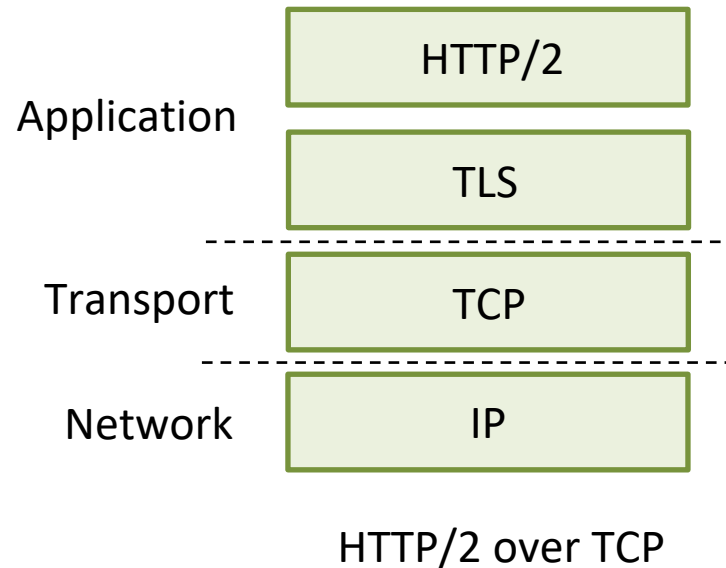 HTTP/2
Application
TLS
Transport
TCP
Network
IP
HTTP/2 over TCP